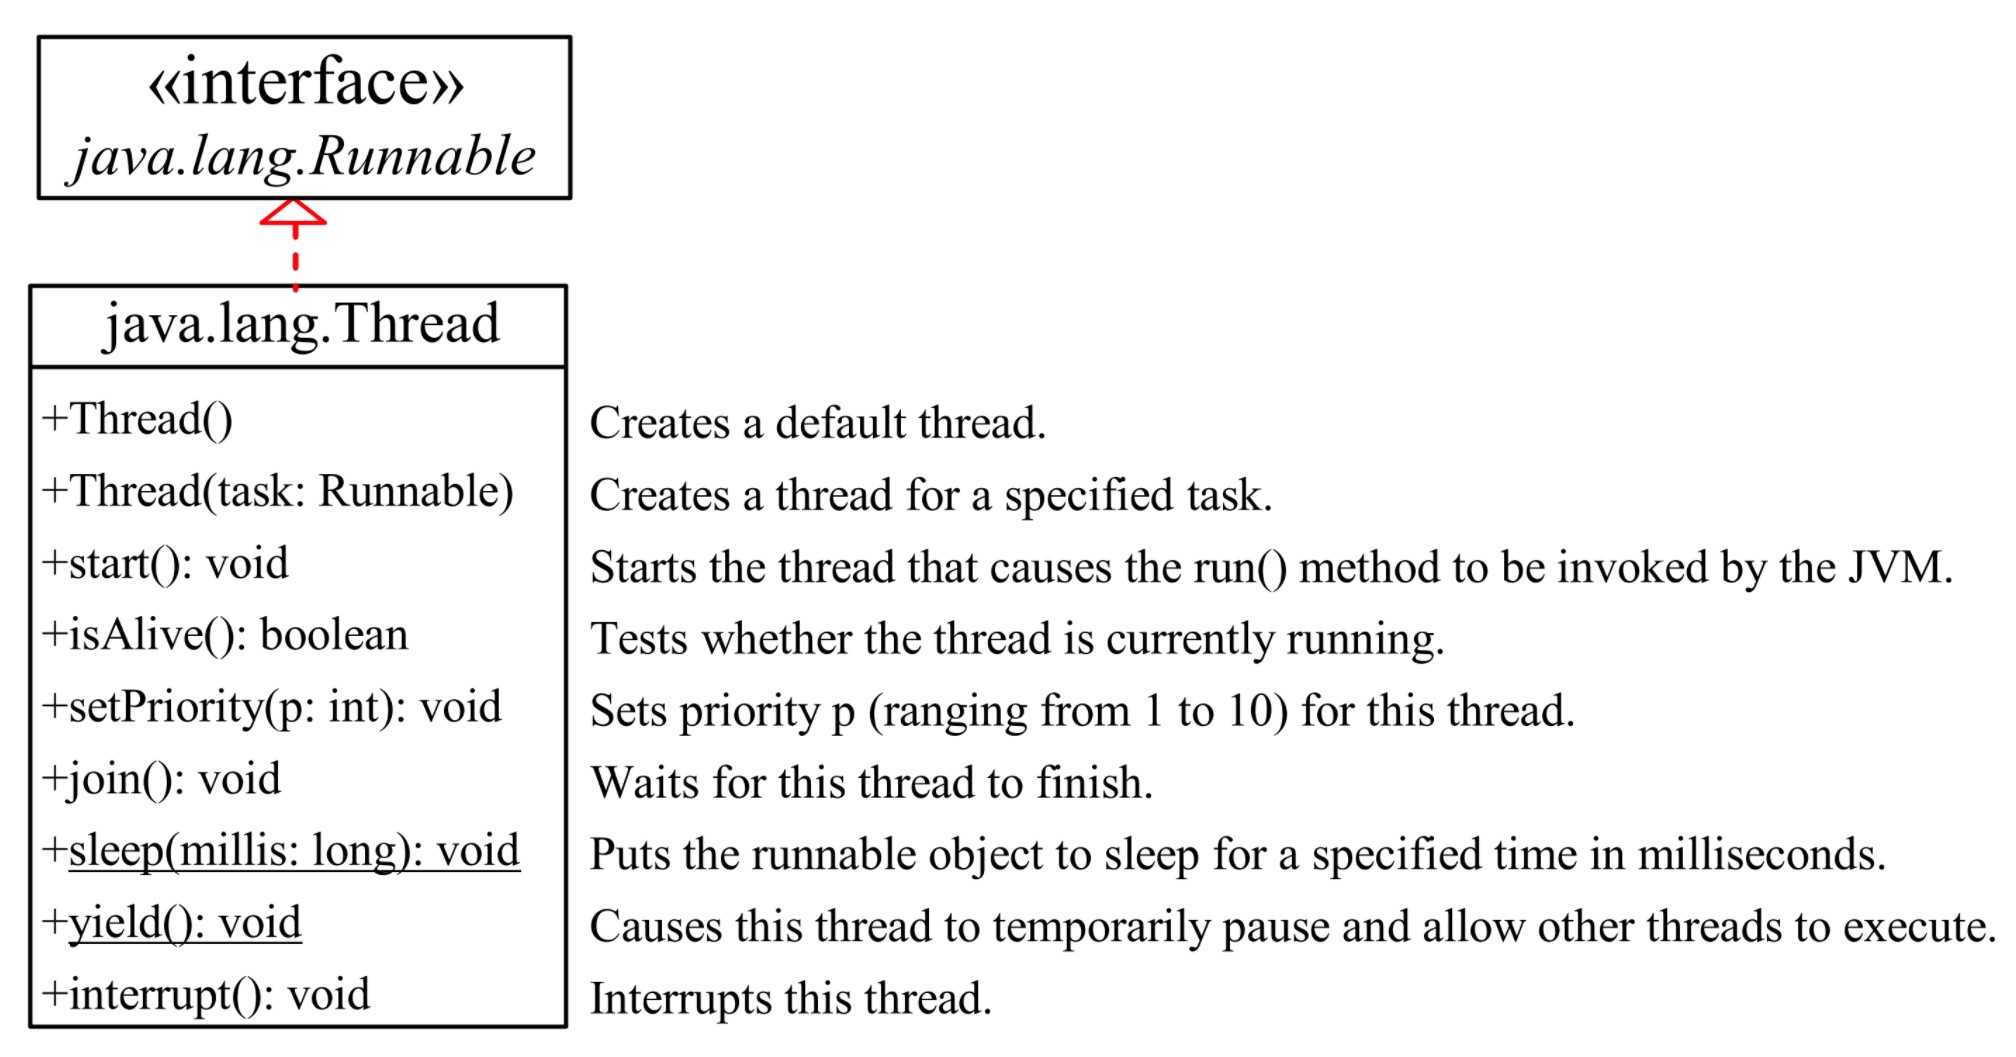 «interface»
java.lang.Runnable
java.lang.Thread
+Thread() Creates a default thread.
+Thread(task: Runnable) Creates a thread for a specified task.
+start(): void Starts the thread that causes the run() method to be invoked by the JVM.
+isAlive(): boolean Tests whether the thread is currently running.
+setPriority(p: int): void Sets priority p (ranging from 1 to 10) for this thread.
+join(): void Waits for this thread to finish.
+sleep(millis: long): void Puts the runnable object to sleep for a specified time in milliseconds.
+yield(): void Causes this thread to temporarily pause and allow other threads to execute.
+interrupt(): void Interrupts this thread.